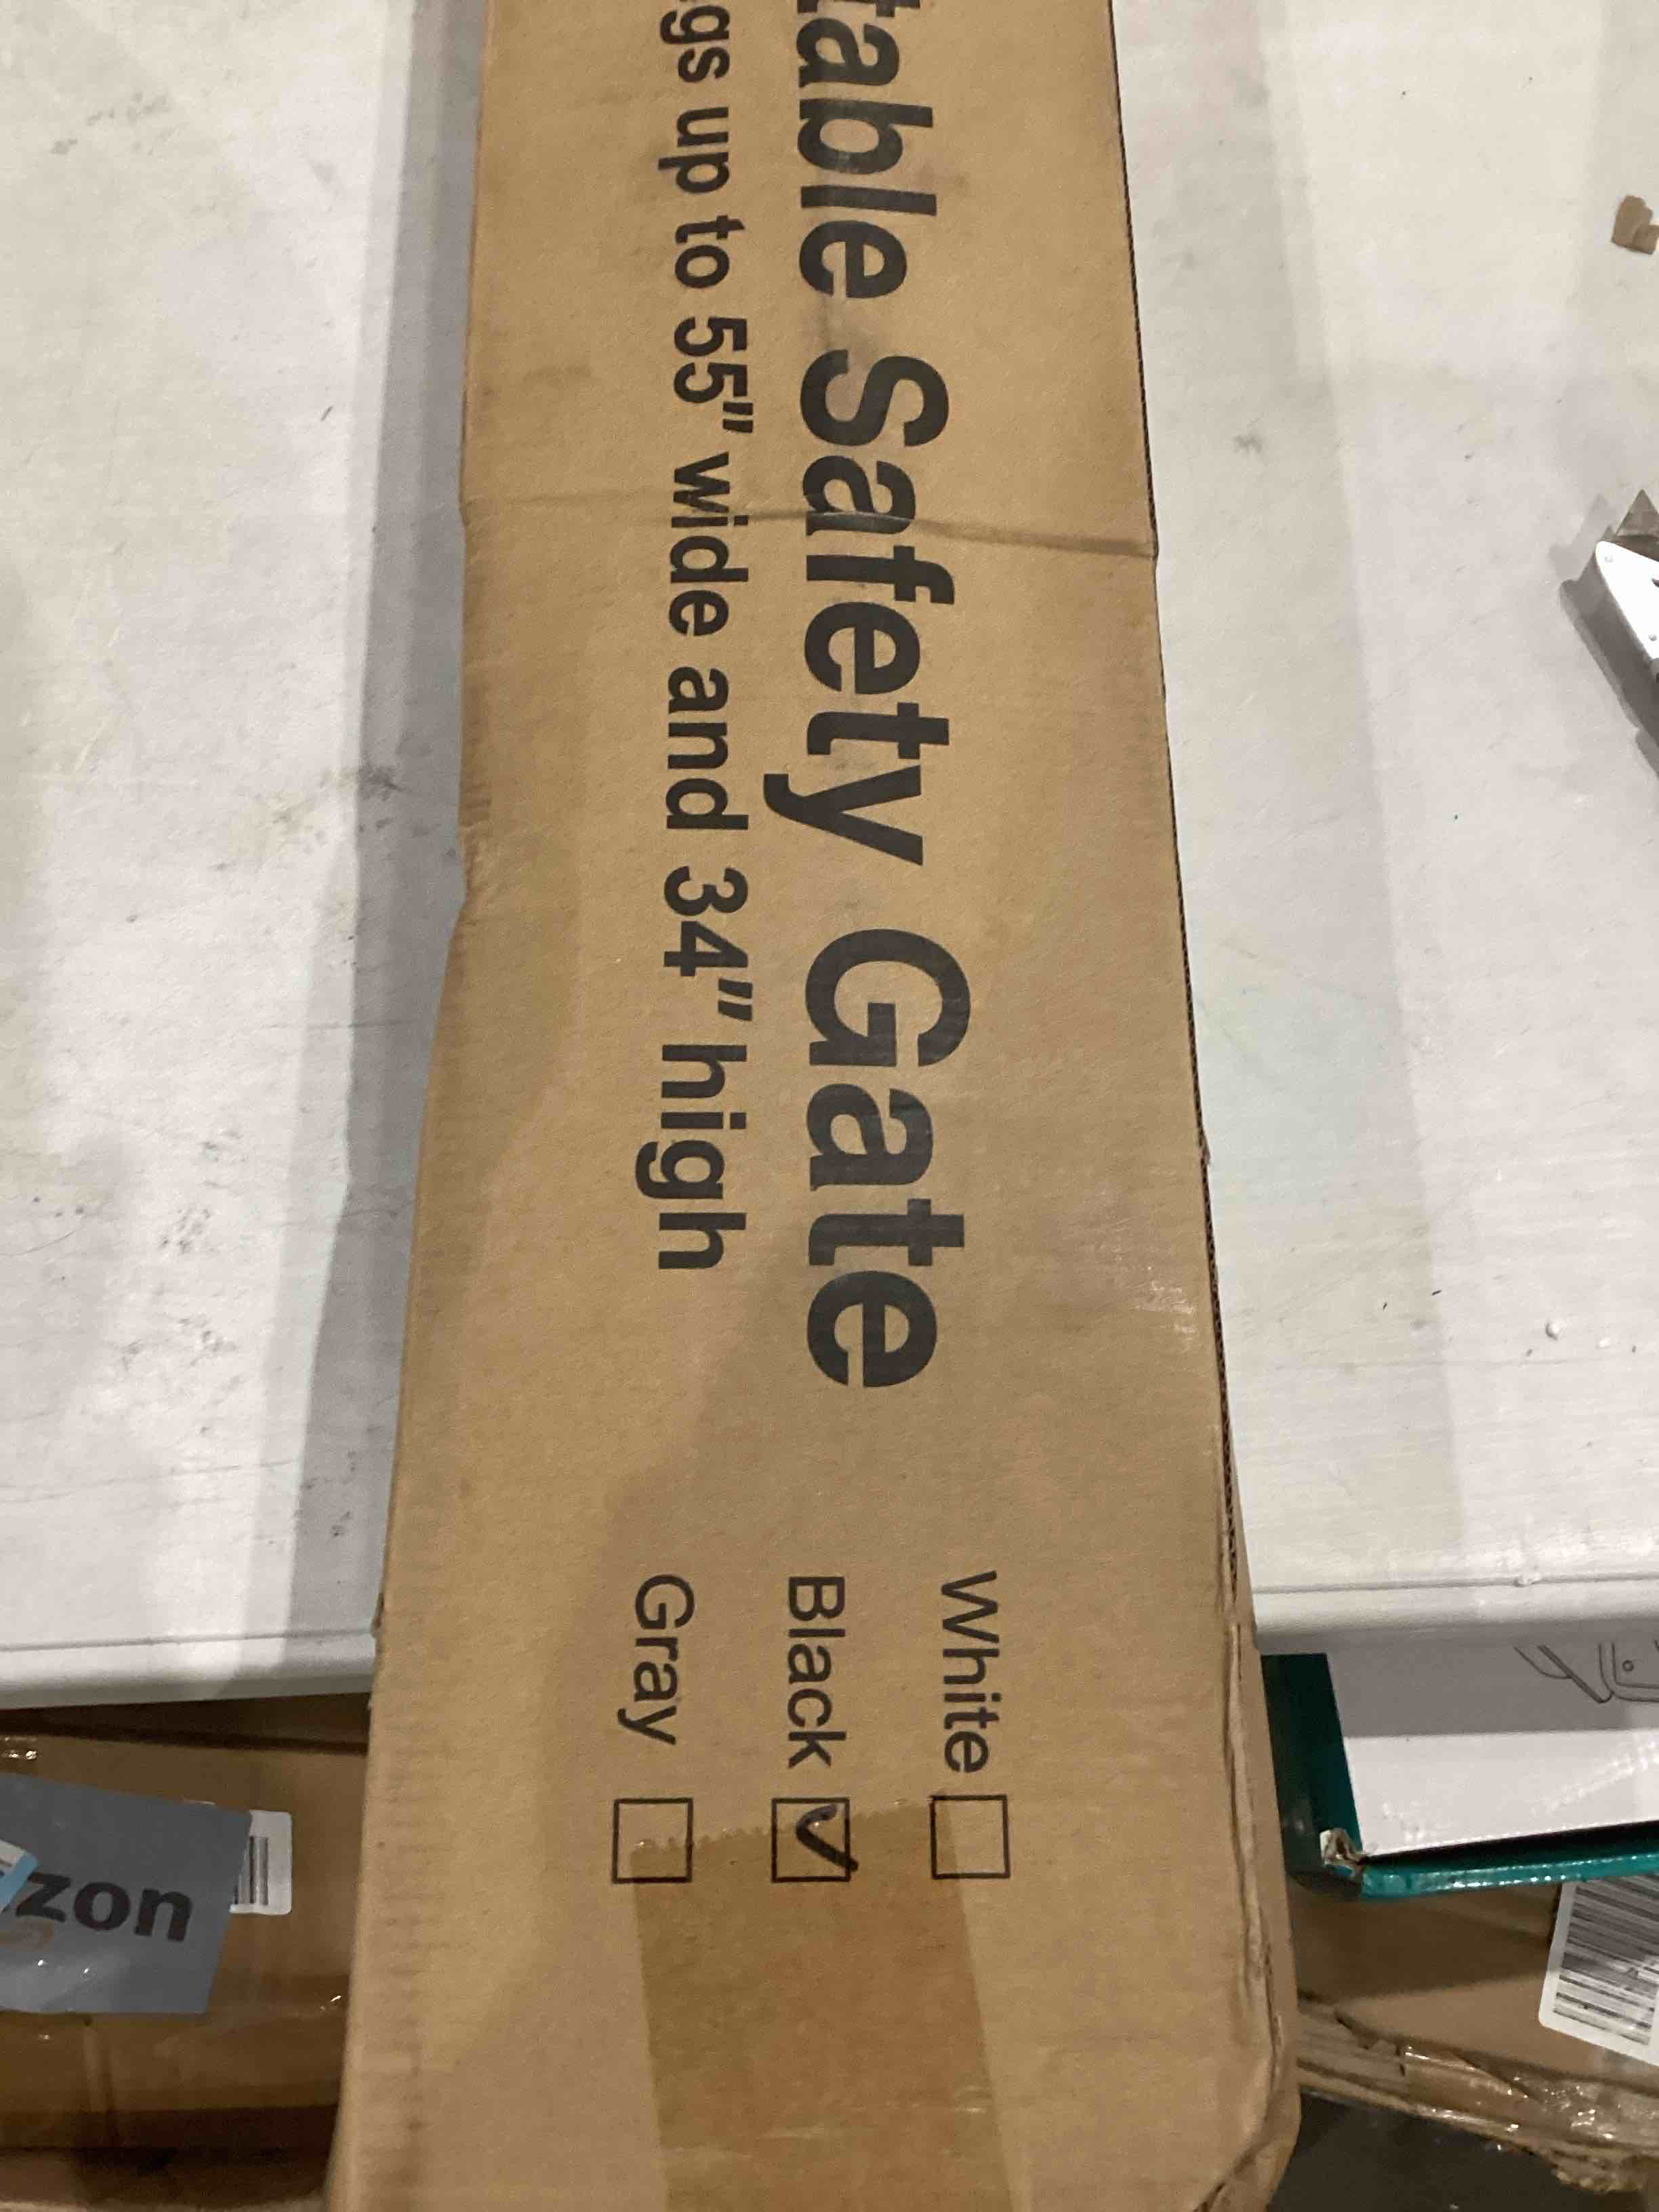 table Safety Gate
gs up to 55" wide and 34" high
White
Black
Gray
zon